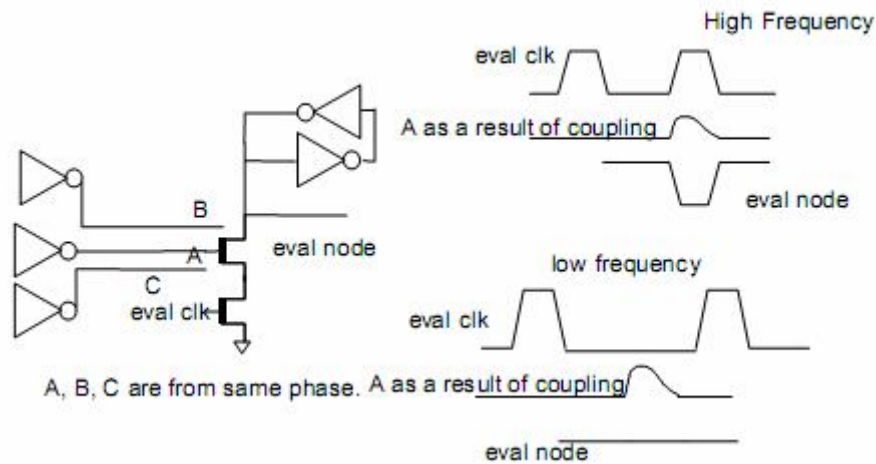 High Frequency
eval clk
A as a result of coupling
eval node
B
A
C
eval clk
eval node
low frequency
eval clk
A, B, C are from same phase.
A as a result of coupling
eval node